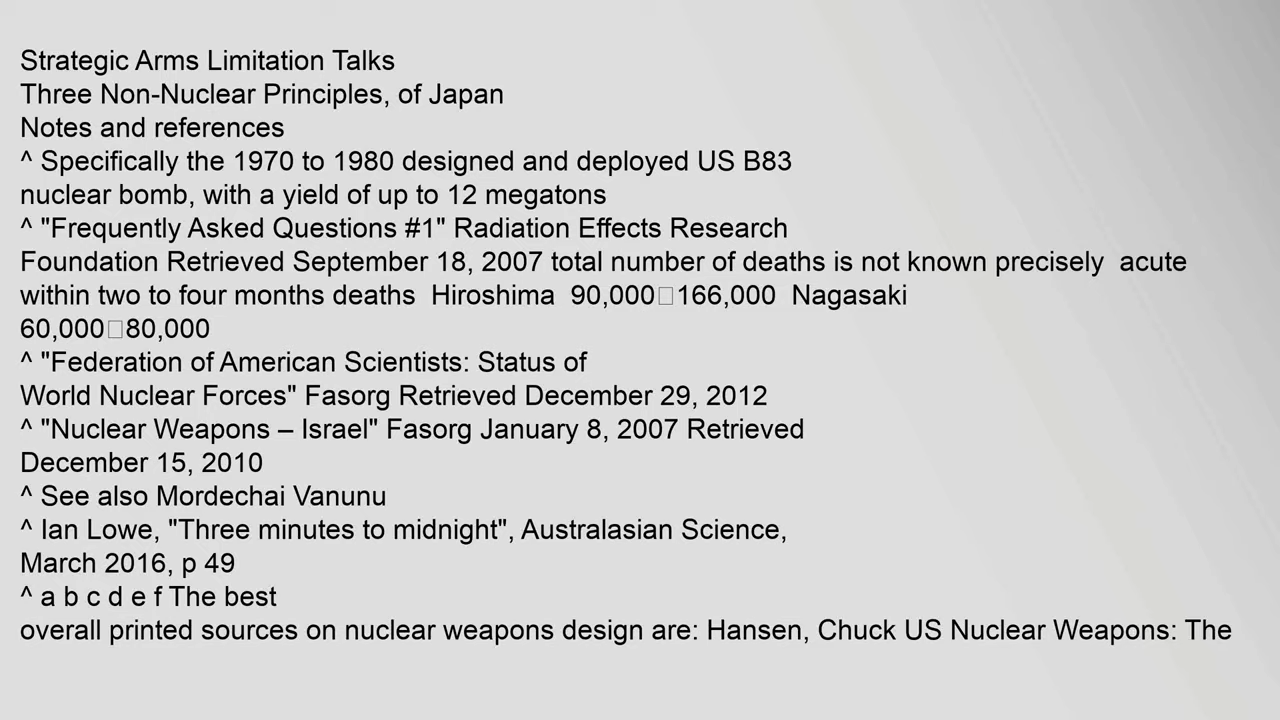 Strategic Arms Limitation Talks
Three Non-Nuclear Principles, of Japan
Notes and references
^ Specifically the 1970 to 1980 designed and deployed US B83
nuclear bomb, with a yield of up to 12 megatons
^ "Frequently Asked Questions #1" Radiation Effects Research
Foundation Retrieved September 18, 2007 total number of deaths is not known precisely  acute
within two to four months deaths  Hiroshima  90,000□166,000  Nagasaki
60,000□80,000
^ "Federation of American Scientists: Status of
World Nuclear Forces" Fasorg Retrieved December 29, 2012
^ "Nuclear Weapons – Israel" Fasorg January 8, 2007 Retrieved
December 15, 2010
^ See also Mordechai Vanunu
^ Ian Lowe, "Three minutes to midnight", Australasian Science,
March 2016, p 49
^ a b c d e f The best
overall printed sources on nuclear weapons design are: Hansen, Chuck US Nuclear Weapons: The